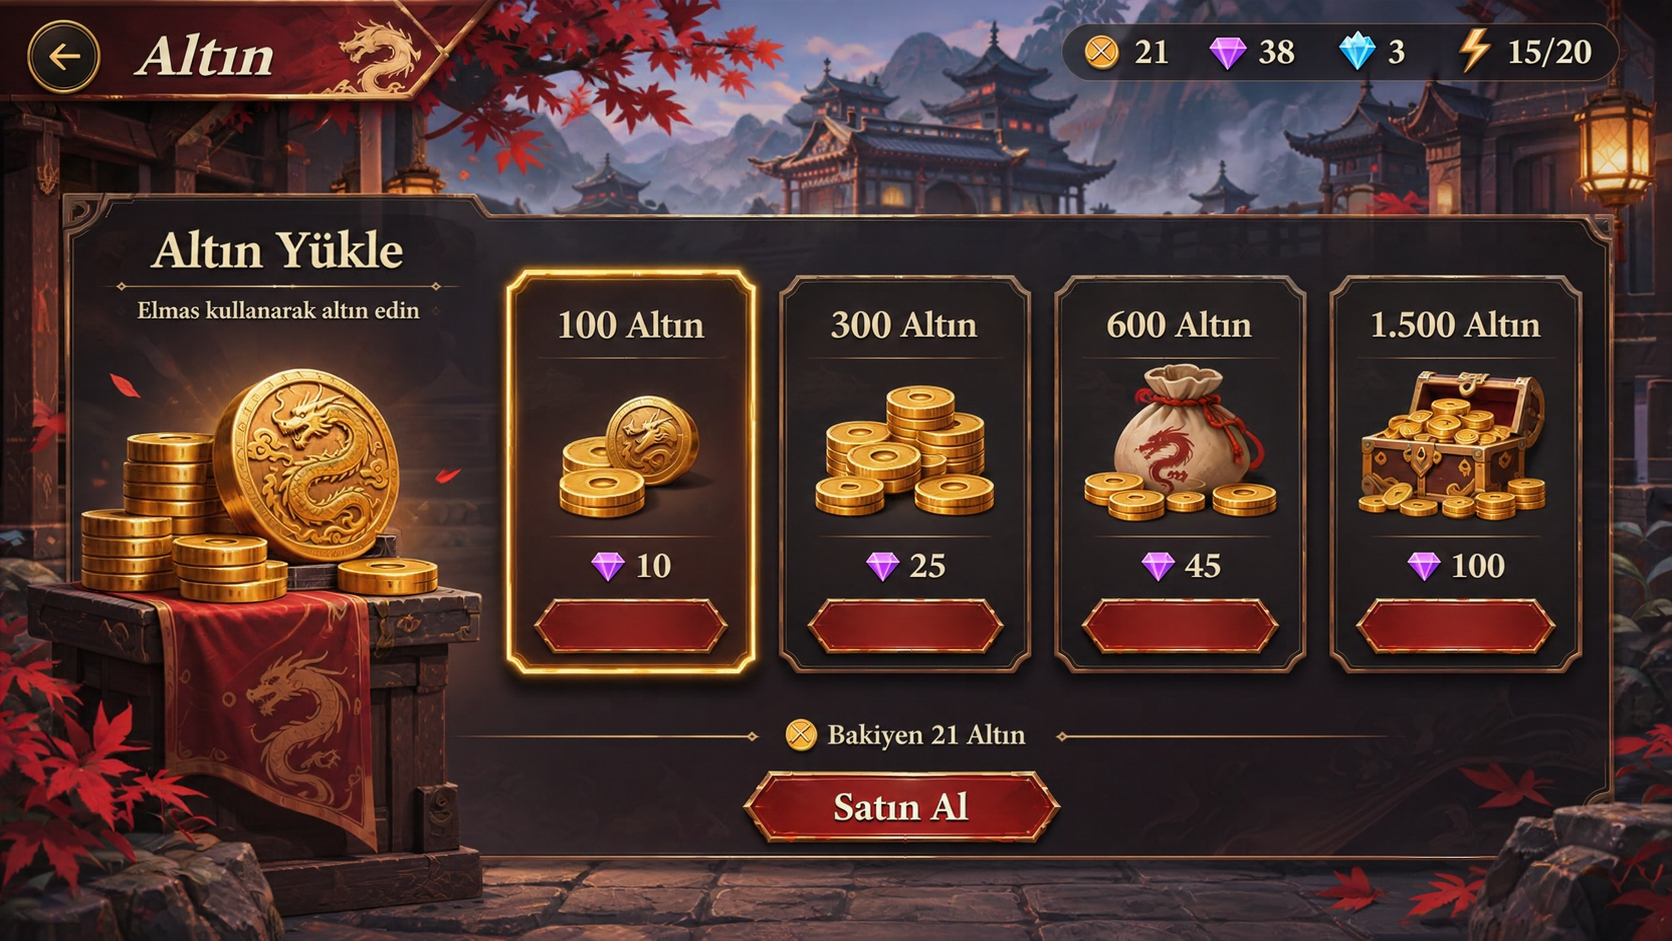 Altın
21
38
3
15/20
Altın Yükle
Elmas kullanarak altın edin
100 Altın
10
300 Altın
25
600 Altın
45
1.500 Altın
100
Bakiyen 21 Altın
Satın Al